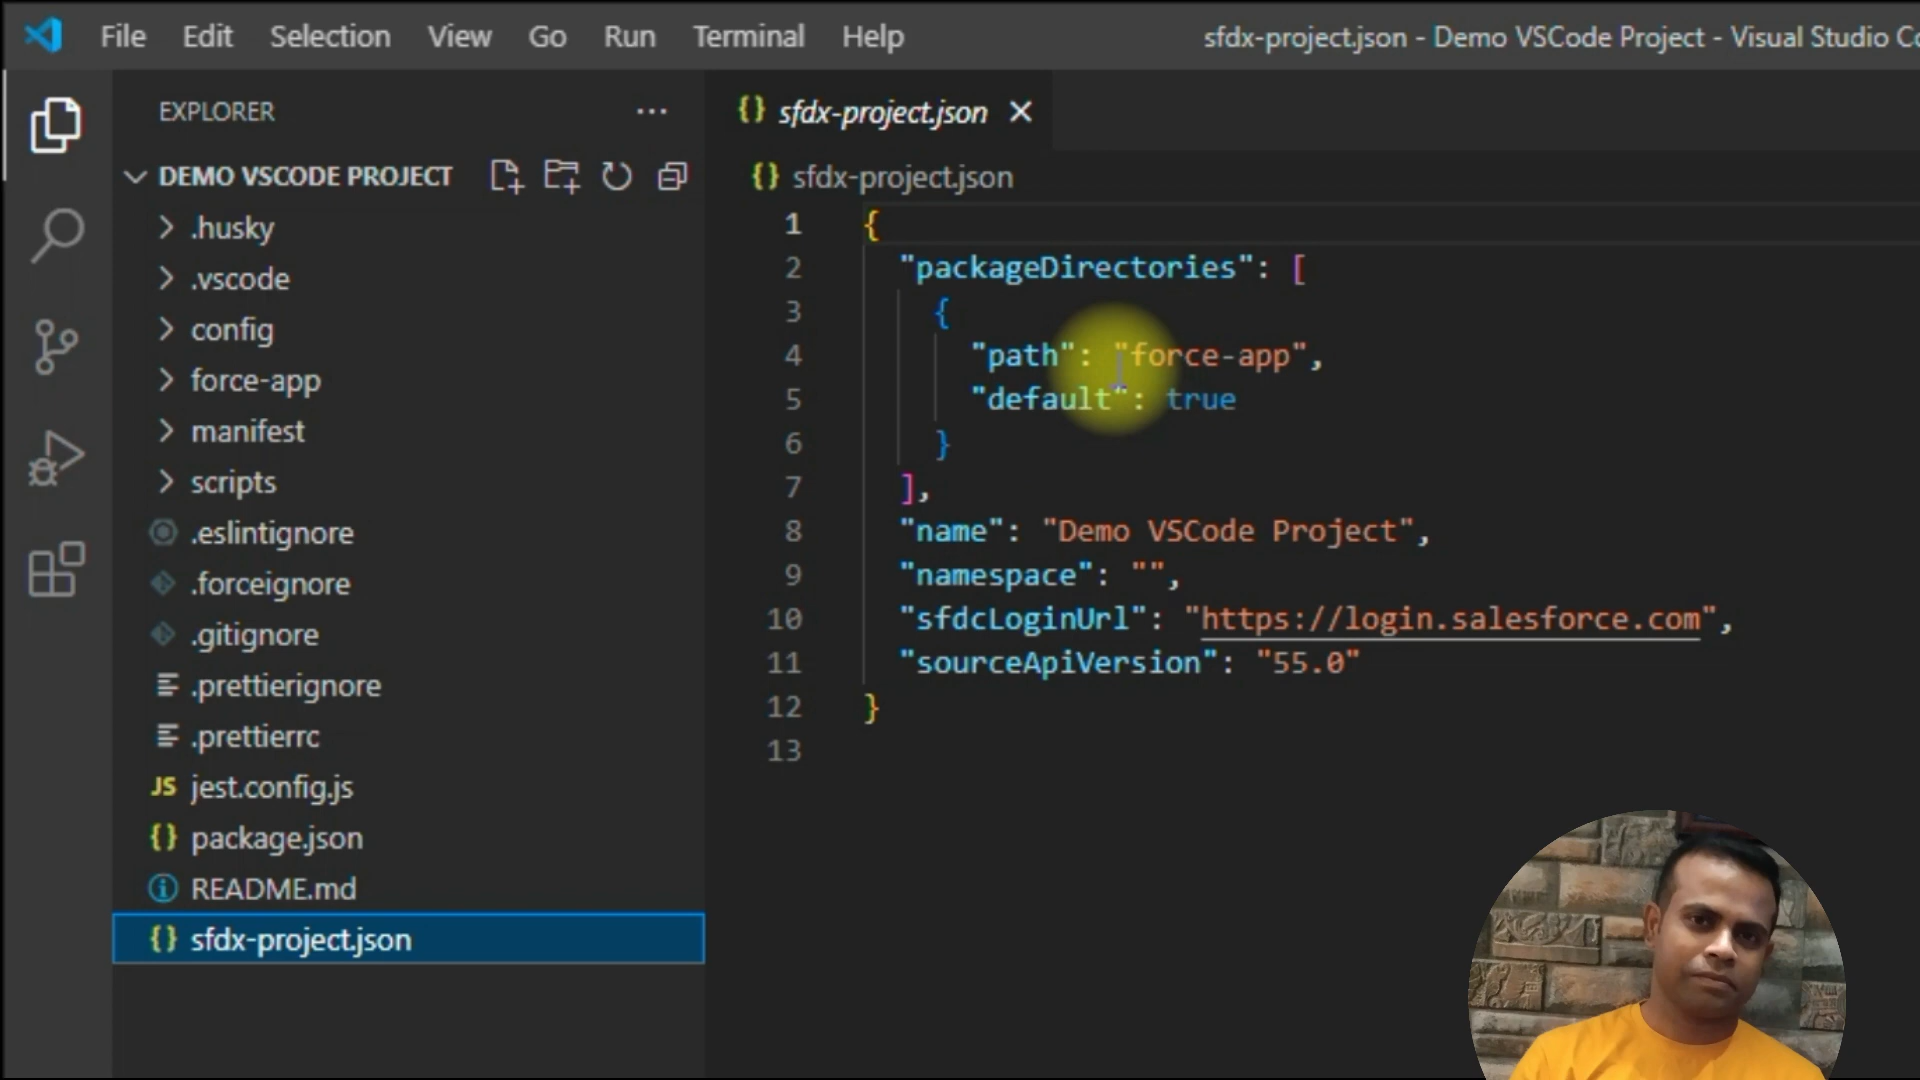 File Edit Selection View Go Run Terminal Help sfdx-project.json - Demo VSCode Project - Visual Studio
EXPLORER
DEMO VSCODE PROJECT
.husky
.vscode
config
force-app
manifest
scripts
.eslintignore
.forceignore
.gitignore
.prettierignore
.prettierrc
JS jest.config.js
{} package.json
README.md
{} sfdx-project.json
{} sfdx-project.json
{} sfdx-project.json
1 {
2 "packageDirectories": [
3 {
4 "path": "force-app",
5 "default": true
6 }
7 ],
8 "name": "Demo VSCode Project",
9 "namespace": "",
10 "sfdcLoginUrl": "https://login.salesforce.com",
11 "sourceApiVersion": "55.0"
12 }
13